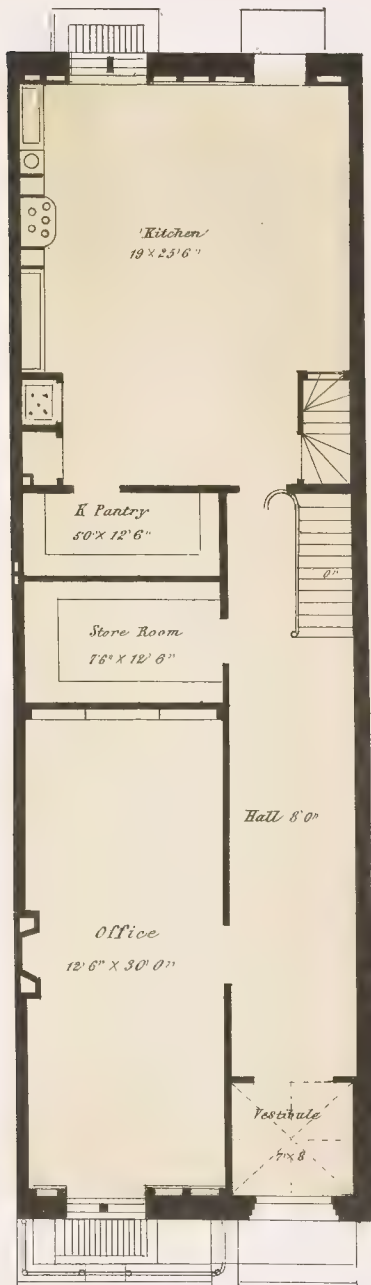 Kitchen
19 X 25'6"
K Pantry
5'0" X 12'6"
Store Room
7'6" X 12'6"
Hall 8'0"
Office
12'6" X 30'0"
Vestibule
7 X 8